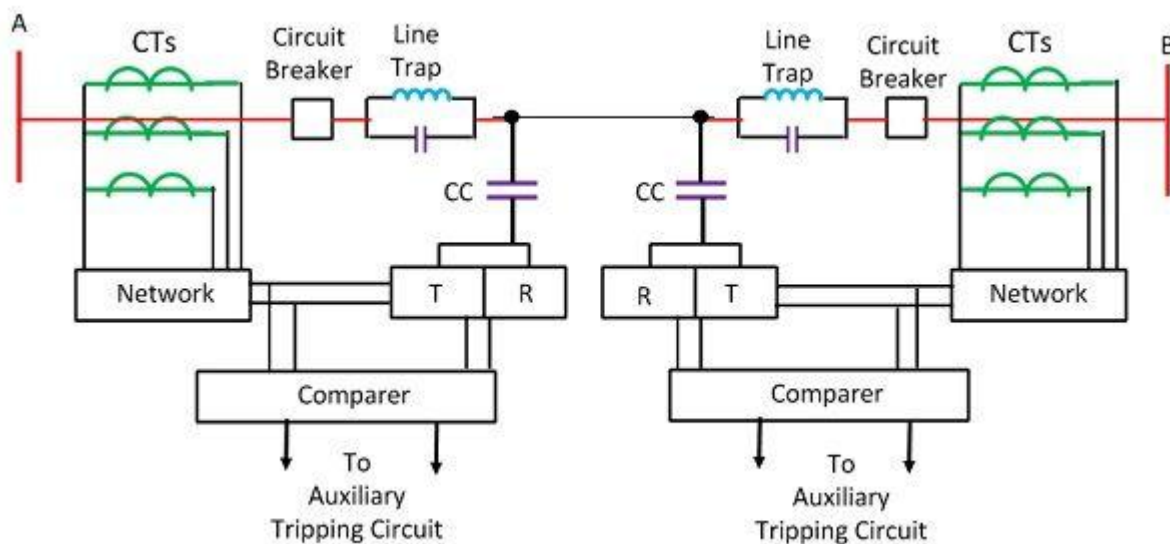 A
CTs
Circuit
Breaker
Line
Trap
Line
Trap
Circuit
Breaker
CTs
B
CC
CC
Network
T
R
R
T
Network
Comparer
Comparer
To
Auxiliary
Tripping Circuit
To
Auxiliary
Tripping Circuit